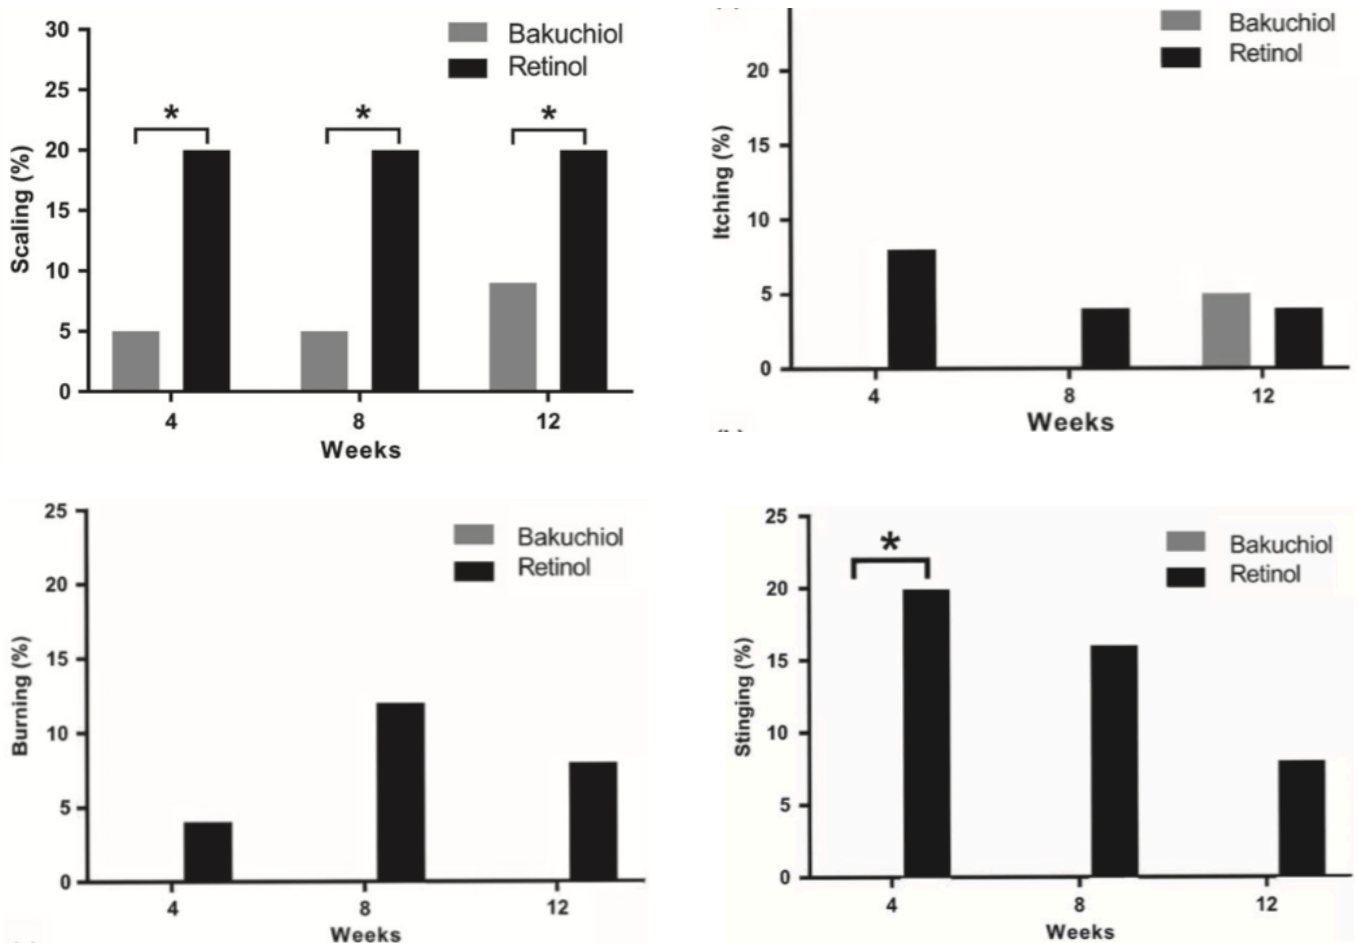 30
25
20
15
10
5
0
Scaling (%)
Bakuchiol
Retinol
*
*
*
4
8
12
Weeks
20
15
10
5
0
Itching (%)
Bakuchiol
Retinol
4
8
12
Weeks
25
20
15
10
5
0
Burning (%)
Bakuchiol
Retinol
4
8
12
Weeks
25
20
15
10
5
0
Stinging (%)
Bakuchiol
Retinol
*
4
8
12
Weeks